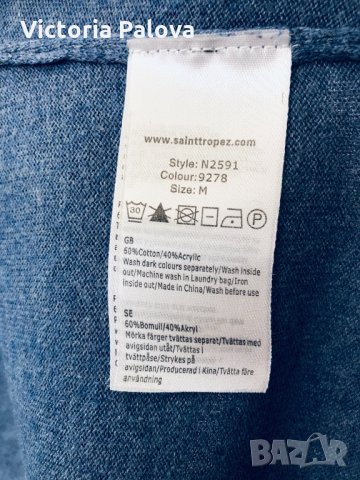 Victoria Palova
www.sainttropez.com
Style: N2591
Colour: 9278
Size: M
30
P
GB
60%Cotton/40%Acrylic
Wash dark colours separately/Wash inside
out/Machine wash in Laundry bag/Iron
inside out/Made in China/Wash before use
SE
60%Bomull/40%Akryl
Mörka färger tvättas separat/Tvättas med
avigsidan utåt/Tvättas i
tvättpåse/Strykes på
avigsidan/Producerad i Kina/Tvätta före
användning
BAZAR